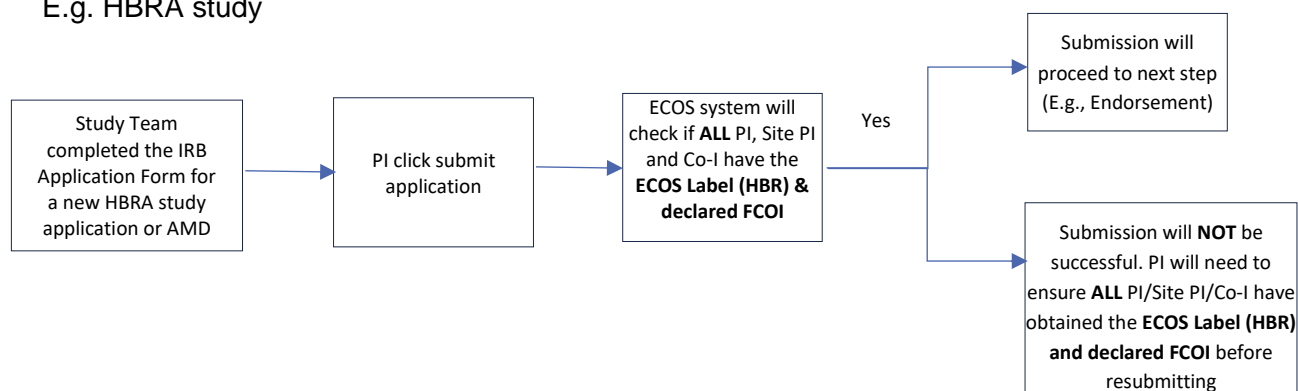 E.g. HBRA study
Study Team
completed the IRB
Application Form for
a new HBRA study
application or AMD
PI click submit
application
ECOS system will
check if ALL PI, Site PI
and Co-I have the
ECOS Label (HBR) &
declared FCOI
Yes
Submission will
proceed to next step
(E.g., Endorsement)
Submission will NOT be
successful. PI will need to
ensure ALL PI/Site PI/Co-I have
obtained the ECOS Label (HBR)
and declared FCOI before
resubmitting